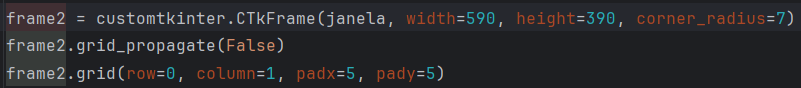 frame2 = customtkinter.CTkFrame(janela, width=590, height=390, corner_radius=7)
frame2.grid_propagate(False)
frame2.grid(row=0, column=1, padx=5, pady=5)